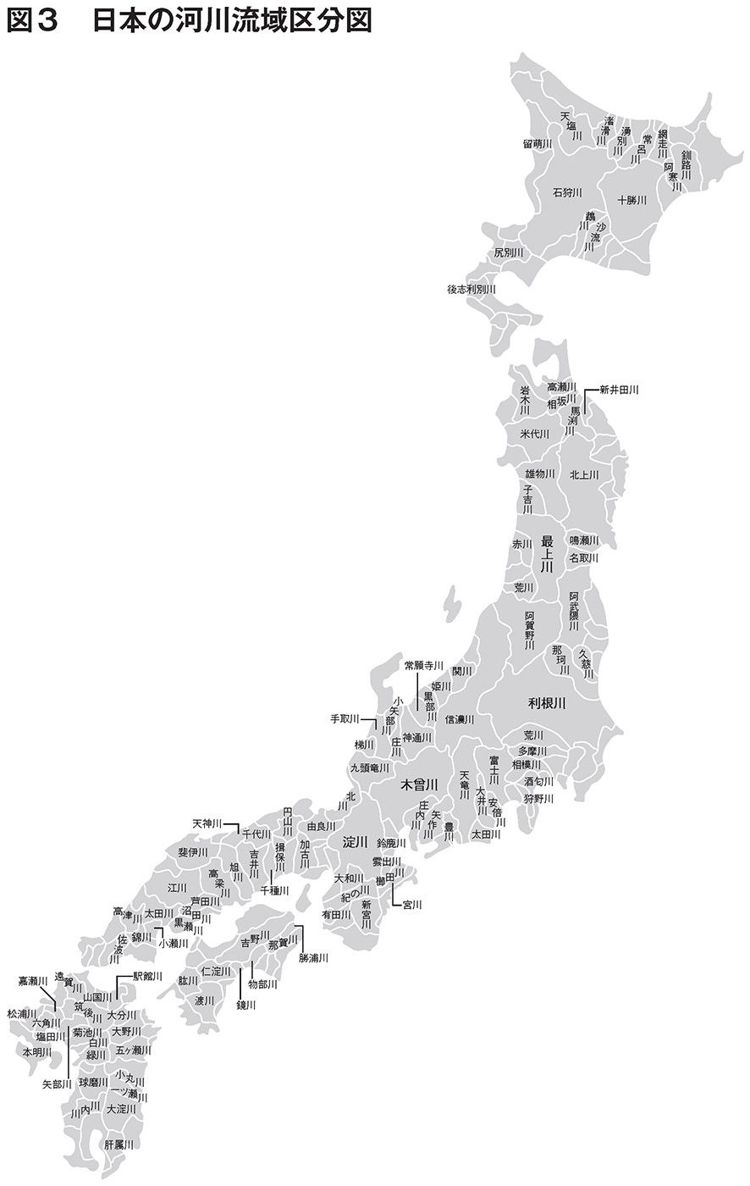 図3　日本の河川流域区分図
天塩川
渚滑川
湧別川
常呂川
網走川
釧路川
阿寒川
留萌川
石狩川
十勝川
鵡川
沙流川
尻別川
後志利別川
岩木川
高瀬川
相坂川
馬渕川
新井田川
米代川
雄物川
北上川
子吉川
赤川
最上川
鳴瀬川
名取川
荒川
阿武隈川
阿賀野川
那珂川
久慈川
常願寺川
関川
姫川
黒部川
小矢部川
庄川
神通川
信濃川
利根川
手取川
梯川
九頭竜川
荒川
多摩川
相模川
酒匂川
狩野川
富士川
木曾川
天竜川
大井川
安倍川
太田川
庄内川
矢作川
豊川
北川
淀川
鈴鹿川
雲出川
櫛田川
宮川
大和川
紀の川
有田川
新宮川
天神川
千代川
円山川
由良川
斐伊川
旭川
吉井川
揖保川
加古川
千種川
高梁川
江川
芦田川
高津川
太田川
沼田川
黒瀬川
佐波川
錦川
小瀬川
吉野川
那賀川
勝浦川
仁淀川
物部川
鏡川
肱川
渡川
嘉瀬川
遠賀川
駅館川
山国川
松浦川
六角川
筑後川
大分川
塩田川
菊池川
大野川
白川
本明川
緑川
五ヶ瀬川
矢部川
球磨川
小丸川
一ツ瀬川
川内川
大淀川
肝属川